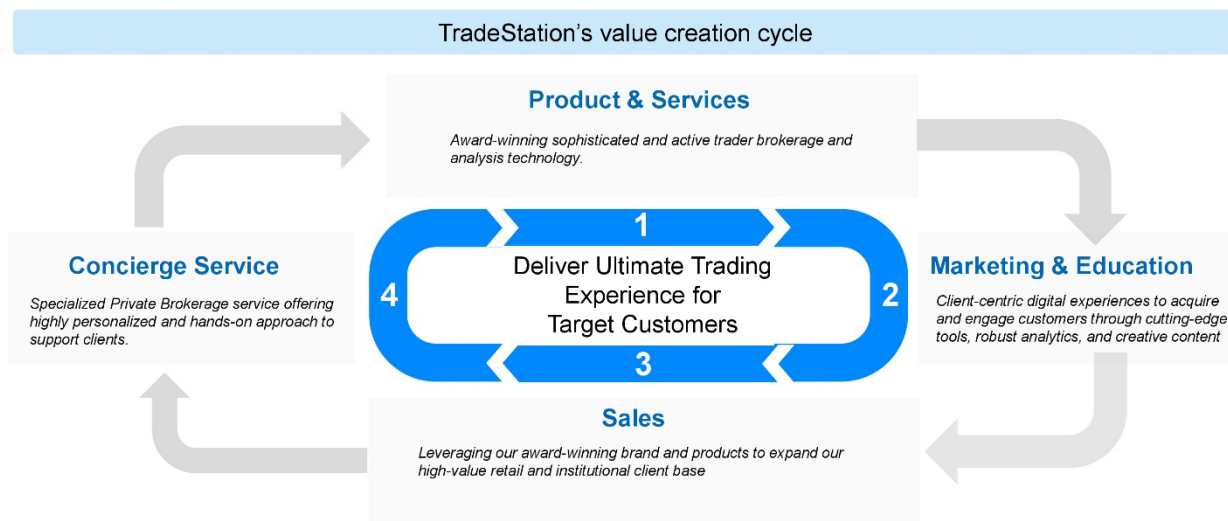 TradeStation’s value creation cycle
Product & Services
Award-winning sophisticated and active trader brokerage and
analysis technology.
1
Concierge Service
Specialized Private Brokerage service offering
highly personalized and hands-on approach to
support clients.
4
Deliver Ultimate Trading
Experience for
Target Customers
2
Marketing & Education
Client-centric digital experiences to acquire
and engage customers through cutting-edge
tools, robust analytics, and creative content
3
Sales
Leveraging our award-winning brand and products to expand our
high-value retail and institutional client base